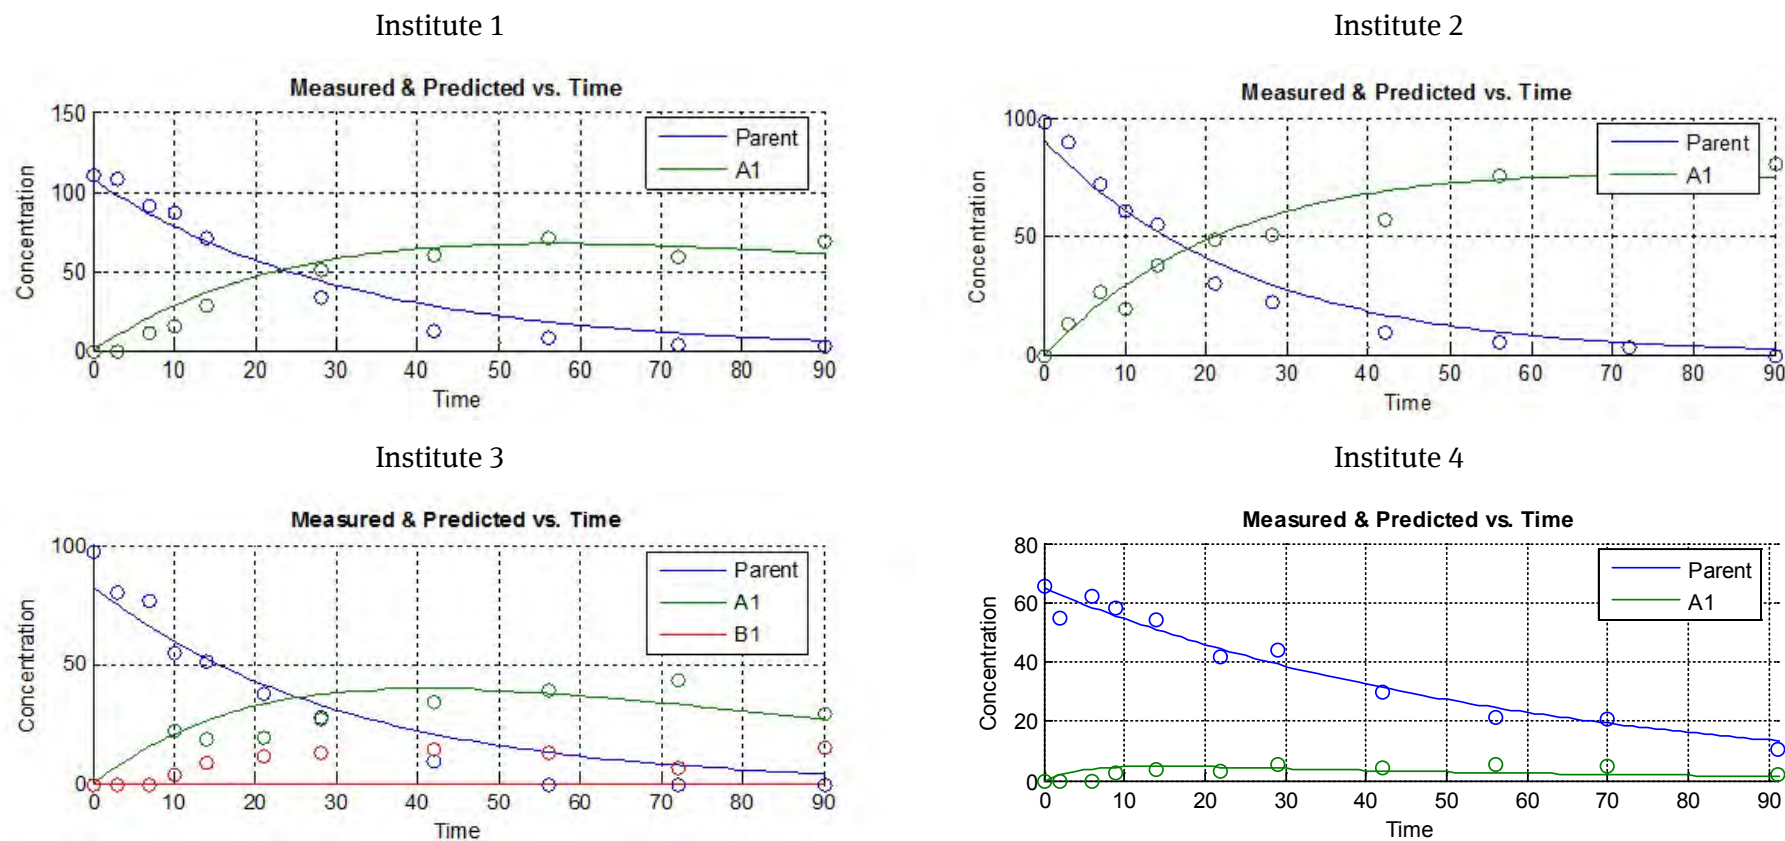 Institute 1
Measured & Predicted vs. Time
150
100
50
0
Concentration
Parent
A1
0 10 20 30 40 50 60 70 80 90
Time
Institute 2
Measured & Predicted vs. Time
100
50
0
Concentration
Parent
A1
0 10 20 30 40 50 60 70 80 90
Time
Institute 3
Measured & Predicted vs. Time
100
50
0
Concentration
Parent
A1
B1
0 10 20 30 40 50 60 70 80 90
Time
Institute 4
Measured & Predicted vs. Time
80
60
40
20
0
Concentration
Parent
A1
0 10 20 30 40 50 60 70 80 90
Time